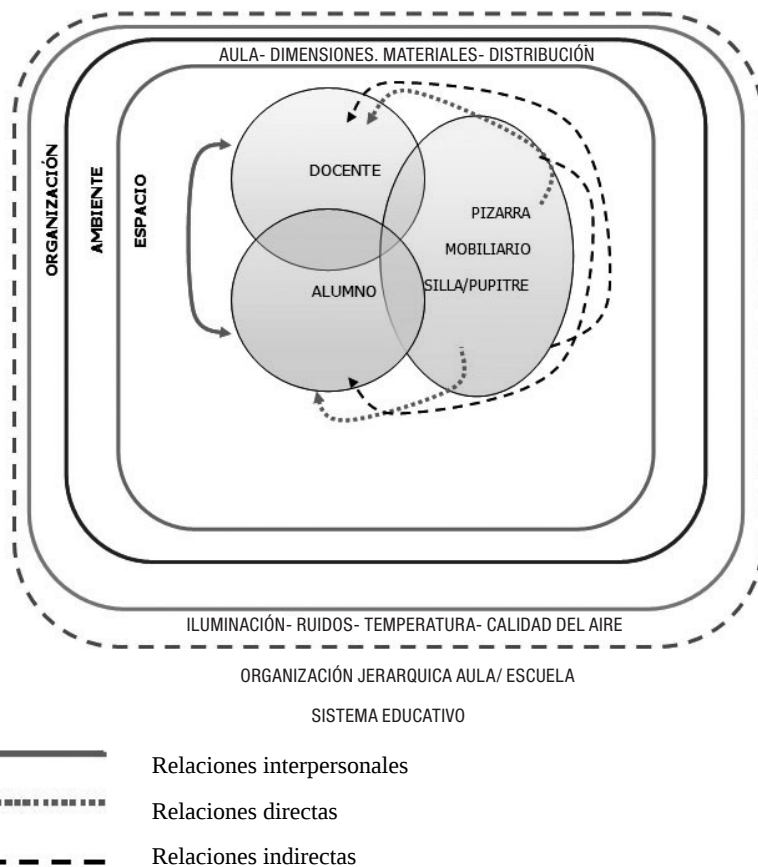 AULA- DIMENSIONES. MATERIALES- DISTRIBUCIÓN
ORGANIZACIÓN
AMBIENTE
ESPACIO
DOCENTE
PIZARRA
MOBILIARIO
SILLA/PUPITRE
ALUMNO
ILUMINACIÓN- RUIDOS- TEMPERATURA- CALIDAD DEL AIRE
ORGANIZACIÓN JERARQUICA AULA/ ESCUELA
SISTEMA EDUCATIVO
Relaciones interpersonales
Relaciones directas
Relaciones indirectas